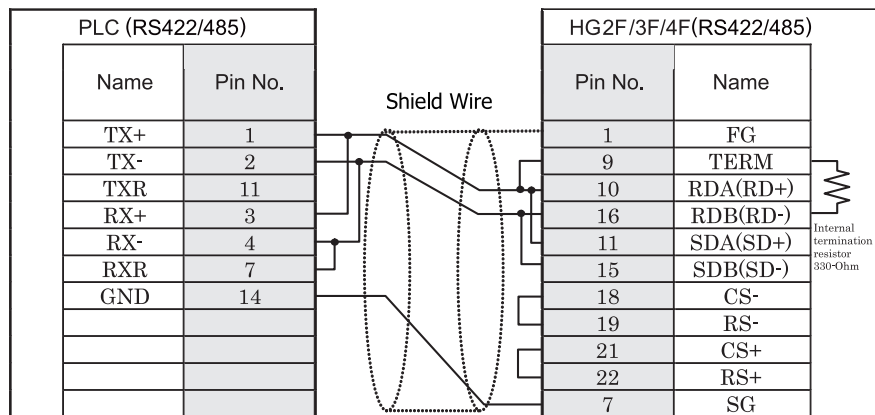 PLC (RS422/485)
HG2F/3F/4F(RS422/485)
Name Pin No.
Shield Wire
Pin No. Name
TX+ 1
TX- 2
TXR 11
RX+ 3
RX- 4
RXR 7
GND 14
1 FG
9 TERM
10 RDA(RD+)
16 RDB(RD-)
11 SDA(SD+)
15 SDB(SD-)
18 CS-
19 RS-
21 CS+
22 RS+
7 SG
Internal
termination
resistor
330-Ohm